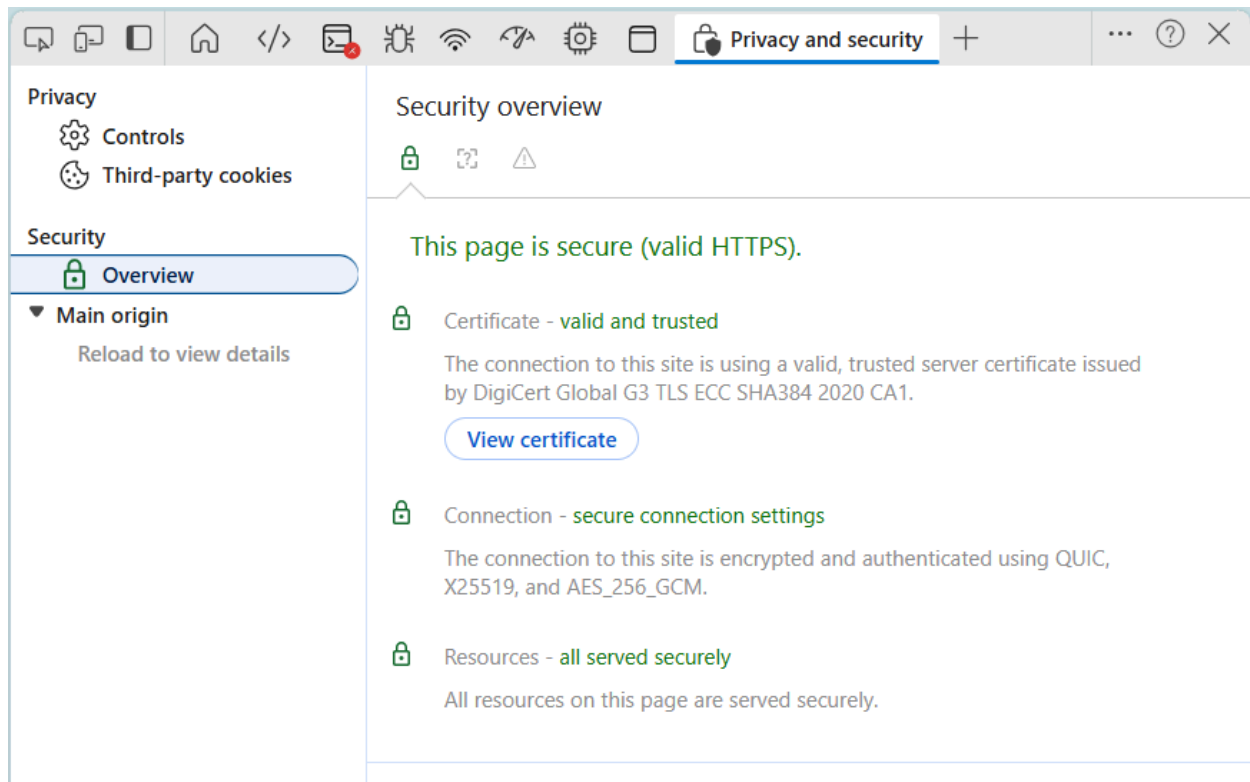 Privacy and security
Privacy
Controls
Third-party cookies
Security
Overview
Main origin
Reload to view details
Security overview
This page is secure (valid HTTPS).
Certificate - valid and trusted
The connection to this site is using a valid, trusted server certificate issued
by DigiCert Global G3 TLS ECC SHA384 2020 CA1.
View certificate
Connection - secure connection settings
The connection to this site is encrypted and authenticated using QUIC,
X25519, and AES_256_GCM.
Resources - all served securely
All resources on this page are served securely.